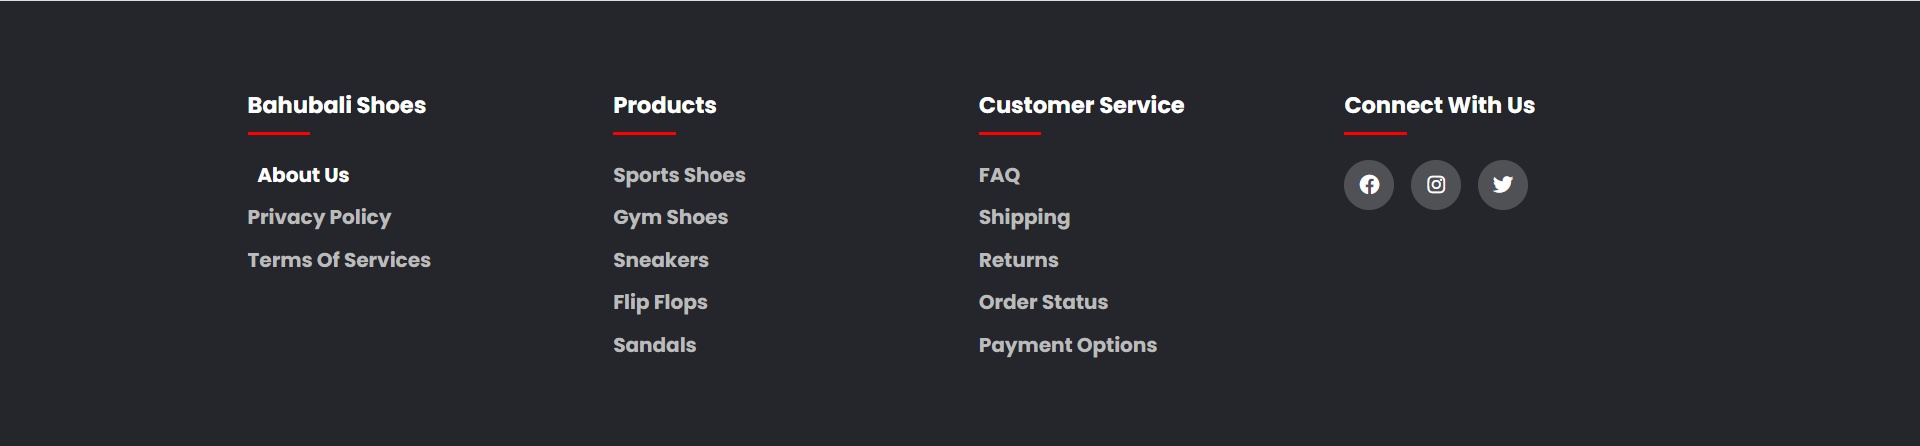 Bahubali Shoes
About Us
Privacy Policy
Terms Of Services
Products
Sports Shoes
Gym Shoes
Sneakers
Flip Flops
Sandals
Customer Service
FAQ
Shipping
Returns
Order Status
Payment Options
Connect With Us